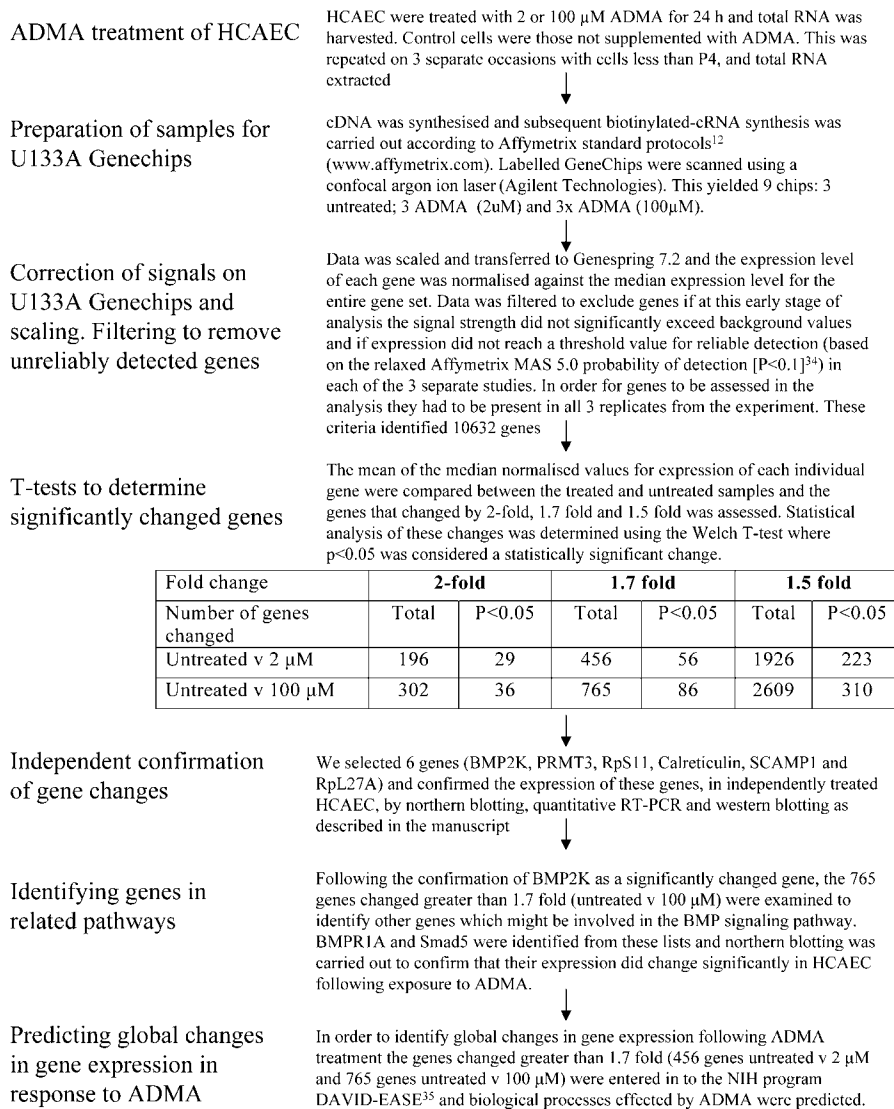 ADMA treatment of HCAEC
HCAEC were treated with 2 or 100 µM ADMA for 24 h and total RNA was
harvested. Control cells were those not supplemented with ADMA. This was
repeated on 3 separate occasions with cells less than P4, and total RNA
extracted
Preparation of samples for
U133A Genechips
cDNA was synthesised and subsequent biotinylated-cRNA synthesis was
carried out according to Affymetrix standard protocols¹²
(www.affymetrix.com). Labelled GeneChips were scanned using a
confocal argon ion laser (Agilent Technologies). This yielded 9 chips: 3
untreated; 3 ADMA (2uM) and 3x ADMA (100µM).
Correction of signals on
U133A Genechips and
scaling. Filtering to remove
unreliably detected genes
Data was scaled and transferred to Genespring 7.2 and the expression level
of each gene was normalised against the median expression level for the
entire gene set. Data was filtered to exclude genes if at this early stage of
analysis the signal strength did not significantly exceed background values
and if expression did not reach a threshold value for reliable detection (based
on the relaxed Affymetrix MAS 5.0 probability of detection [P<0.1]³⁴) in
each of the 3 separate studies. In order for genes to be assessed in the
analysis they had to be present in all 3 replicates from the experiment. These
criteria identified 10632 genes
T-tests to determine
significantly changed genes
The mean of the median normalised values for expression of each individual
gene were compared between the treated and untreated samples and the
genes that changed by 2-fold, 1.7 fold and 1.5 fold was assessed. Statistical
analysis of these changes was determined using the Welch T-test where
p<0.05 was considered a statistically significant change.
Fold change 2-fold 1.7 fold 1.5 fold
Number of genes changed Total P<0.05 Total P<0.05 Total P<0.05
Untreated v 2 µM 196 29 456 56 1926 223
Untreated v 100 µM 302 36 765 86 2609 310
Independent confirmation
of gene changes
We selected 6 genes (BMP2K, PRMT3, RpS11, Calreticulin, SCAMP1 and
RpL27A) and confirmed the expression of these genes, in independently treated
HCAEC, by northern blotting, quantitative RT-PCR and western blotting as
described in the manuscript
Identifying genes in
related pathways
Following the confirmation of BMP2K as a significantly changed gene, the 765
genes changed greater than 1.7 fold (untreated v 100 µM) were examined to
identify other genes which might be involved in the BMP signaling pathway.
BMPR1A and Smad5 were identified from these lists and northern blotting was
carried out to confirm that their expression did change significantly in HCAEC
following exposure to ADMA.
Predicting global changes
in gene expression in
response to ADMA
In order to identify global changes in gene expression following ADMA
treatment the genes changed greater than 1.7 fold (456 genes untreated v 2 µM
and 765 genes untreated v 100 µM) were entered in to the NIH program
DAVID-EASE³⁵ and biological processes effected by ADMA were predicted.